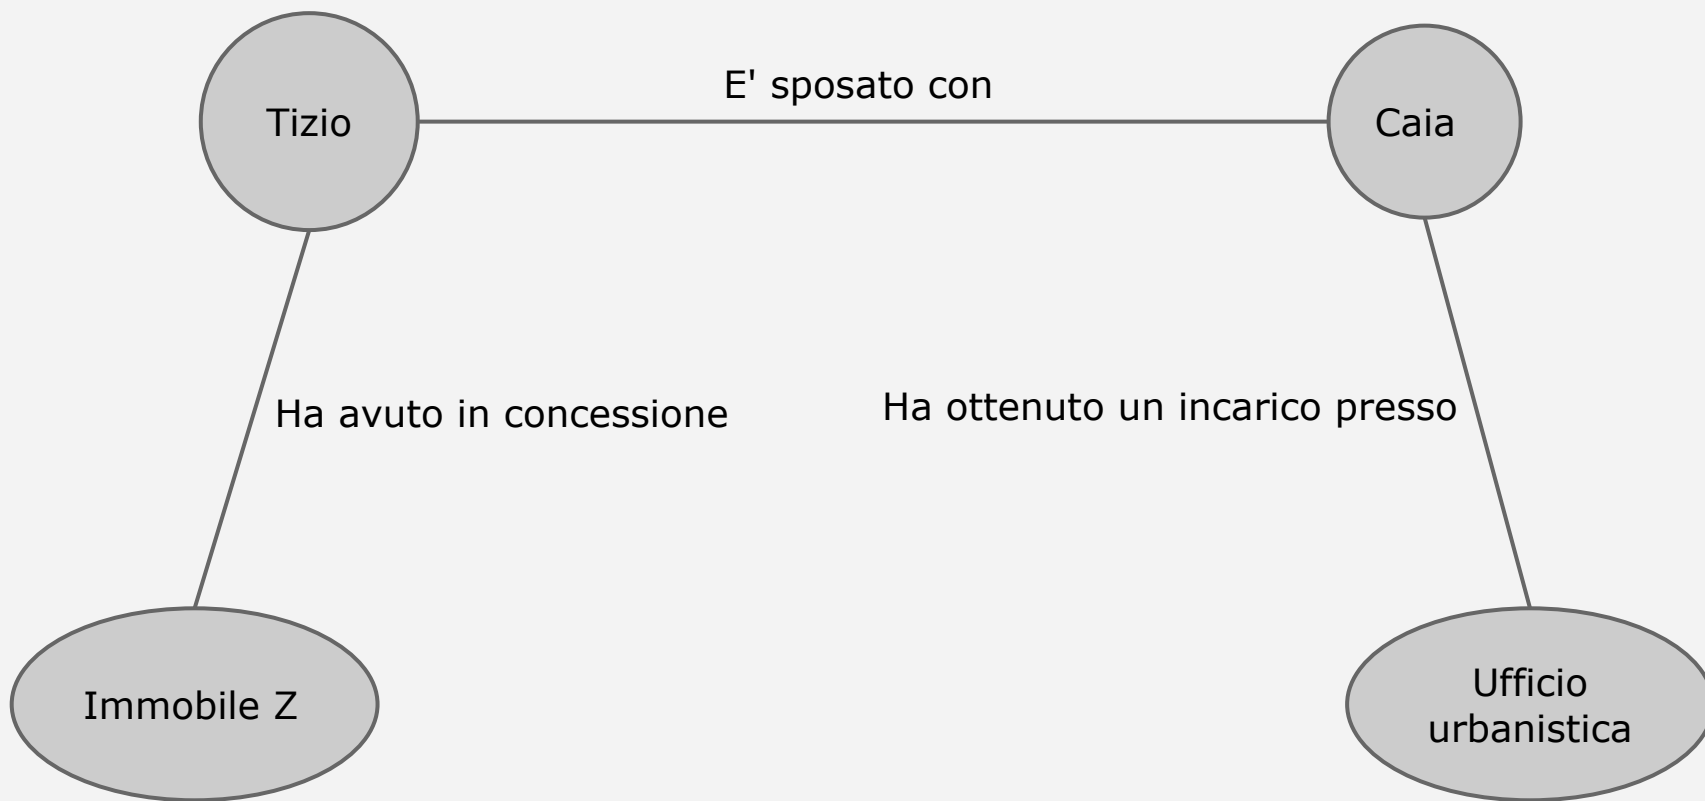 E' sposato con
Tizio
Caia
Ha avuto in concessione
Ha ottenuto un incarico presso
Immobile Z
Ufficio
urbanistica